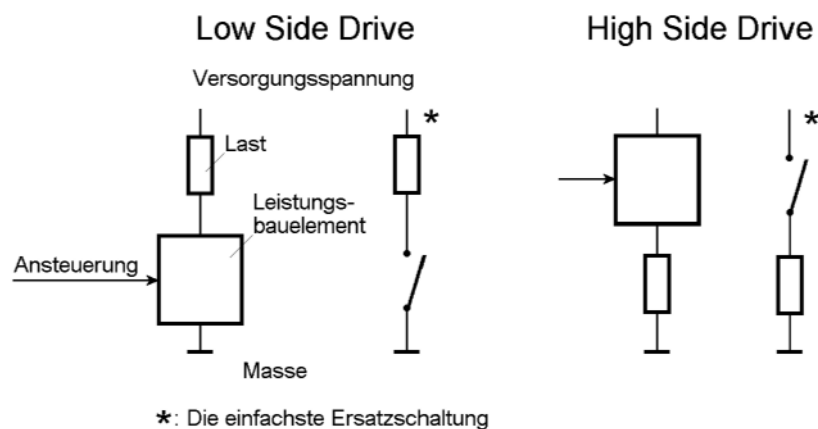 Low Side Drive
High Side Drive
Versorgungsspannung
*
*
Last
Leistungs-
bauelement
Ansteuerung
Masse
*: Die einfachste Ersatzschaltung